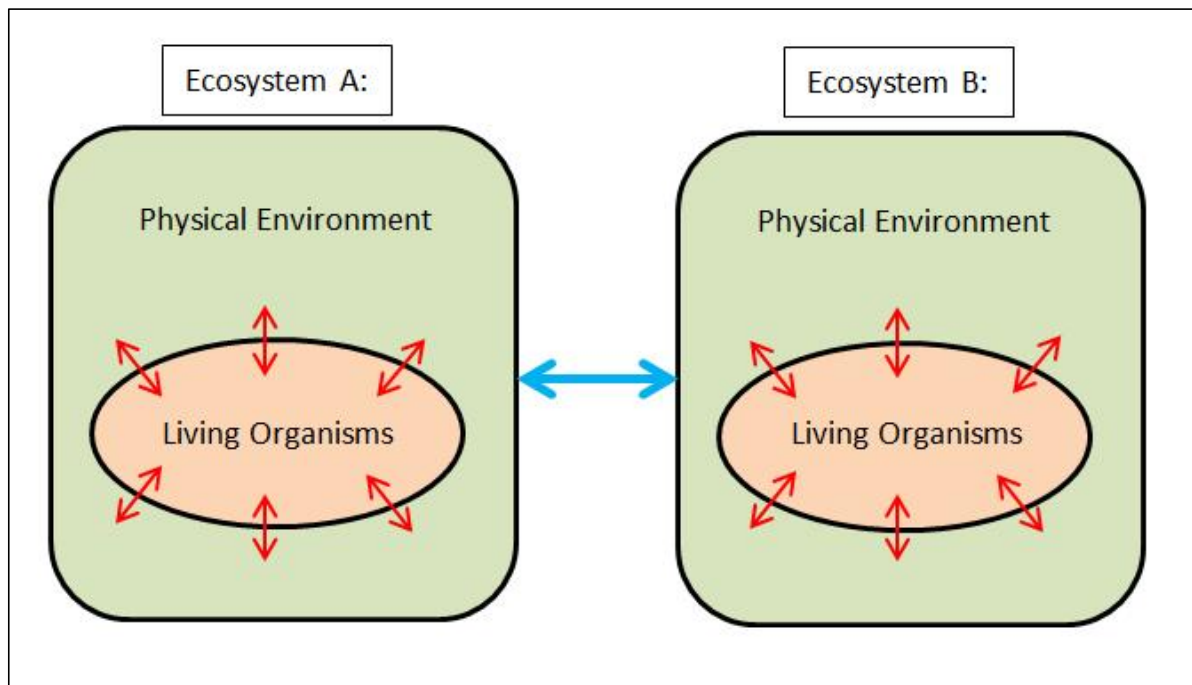 Ecosystem A:
Ecosystem B:
Physical Environment
Physical Environment
Living Organisms
Living Organisms